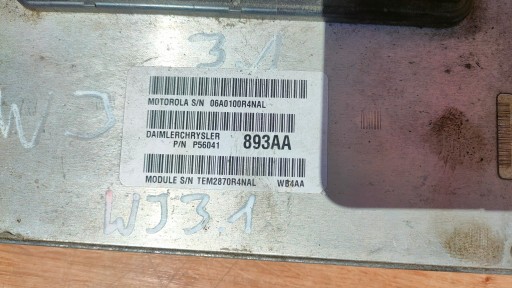 3.1
WJ
MOTOROLA S/N 06A0100R4NAL
DAIMLERCHRYSLER
P/N P56041 893AA
MODULE S/N TEM2870R4NAL WB4AA
WJ 3.1